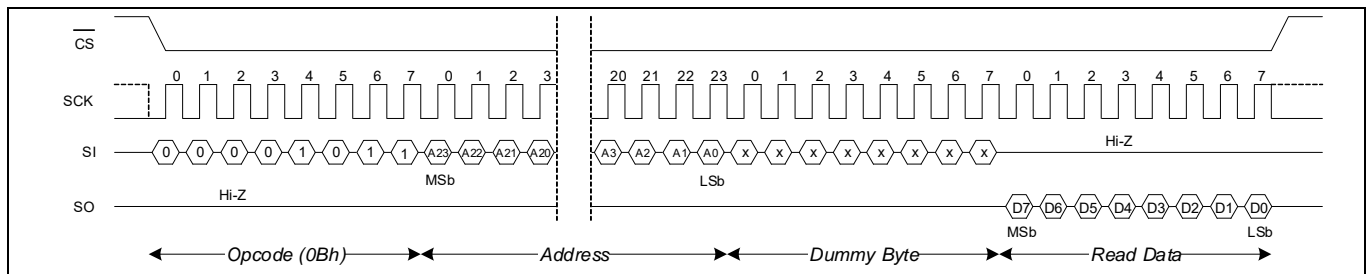 CS
0 1 2 3 4 5 6 7 0 1 2 3 20 21 22 23 0 1 2 3 4 5 6 7 0 1 2 3 4 5 6 7
SCK
Hi-Z
SI 0 0 0 0 1 0 1 1 A23 A22 A21 A20 A3 A2 A1 A0 x x x x x x x x
MSb LSb
Hi-Z
SO D7 D6 D5 D4 D3 D2 D1 D0
MSb LSb
Opcode (0Bh) Address Dummy Byte Read Data